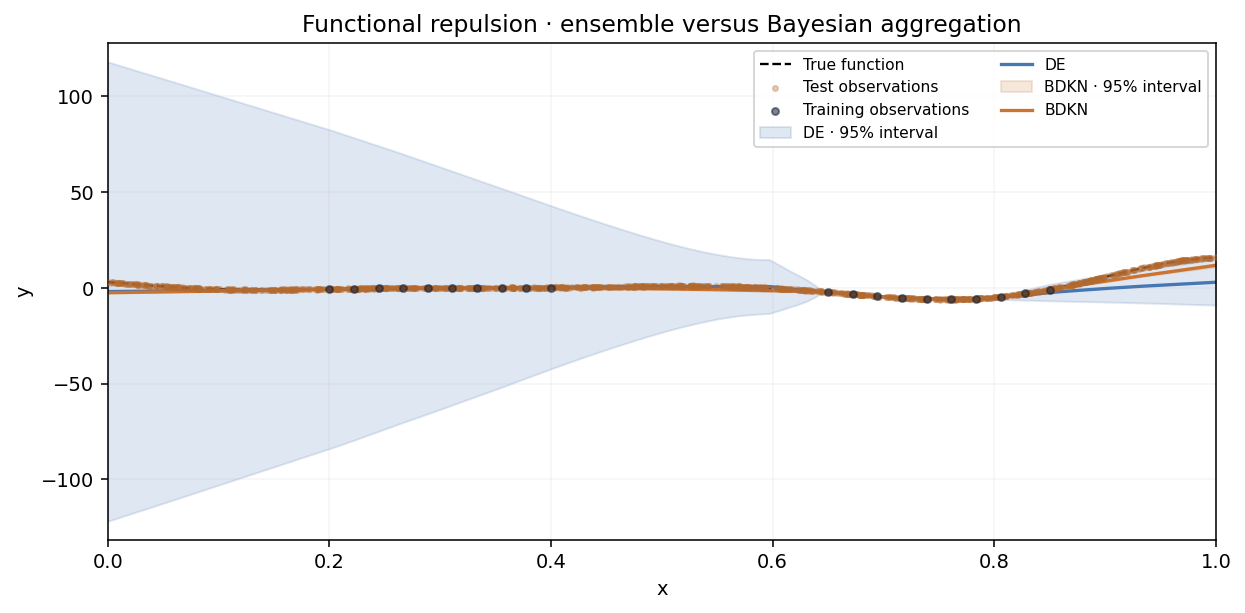 Functional repulsion · ensemble versus Bayesian aggregation
True function
Test observations
Training observations
DE · 95% interval
DE
BDKN · 95% interval
BDKN
100
50
0
−50
−100
y
0.0 0.2 0.4 0.6 0.8 1.0
x